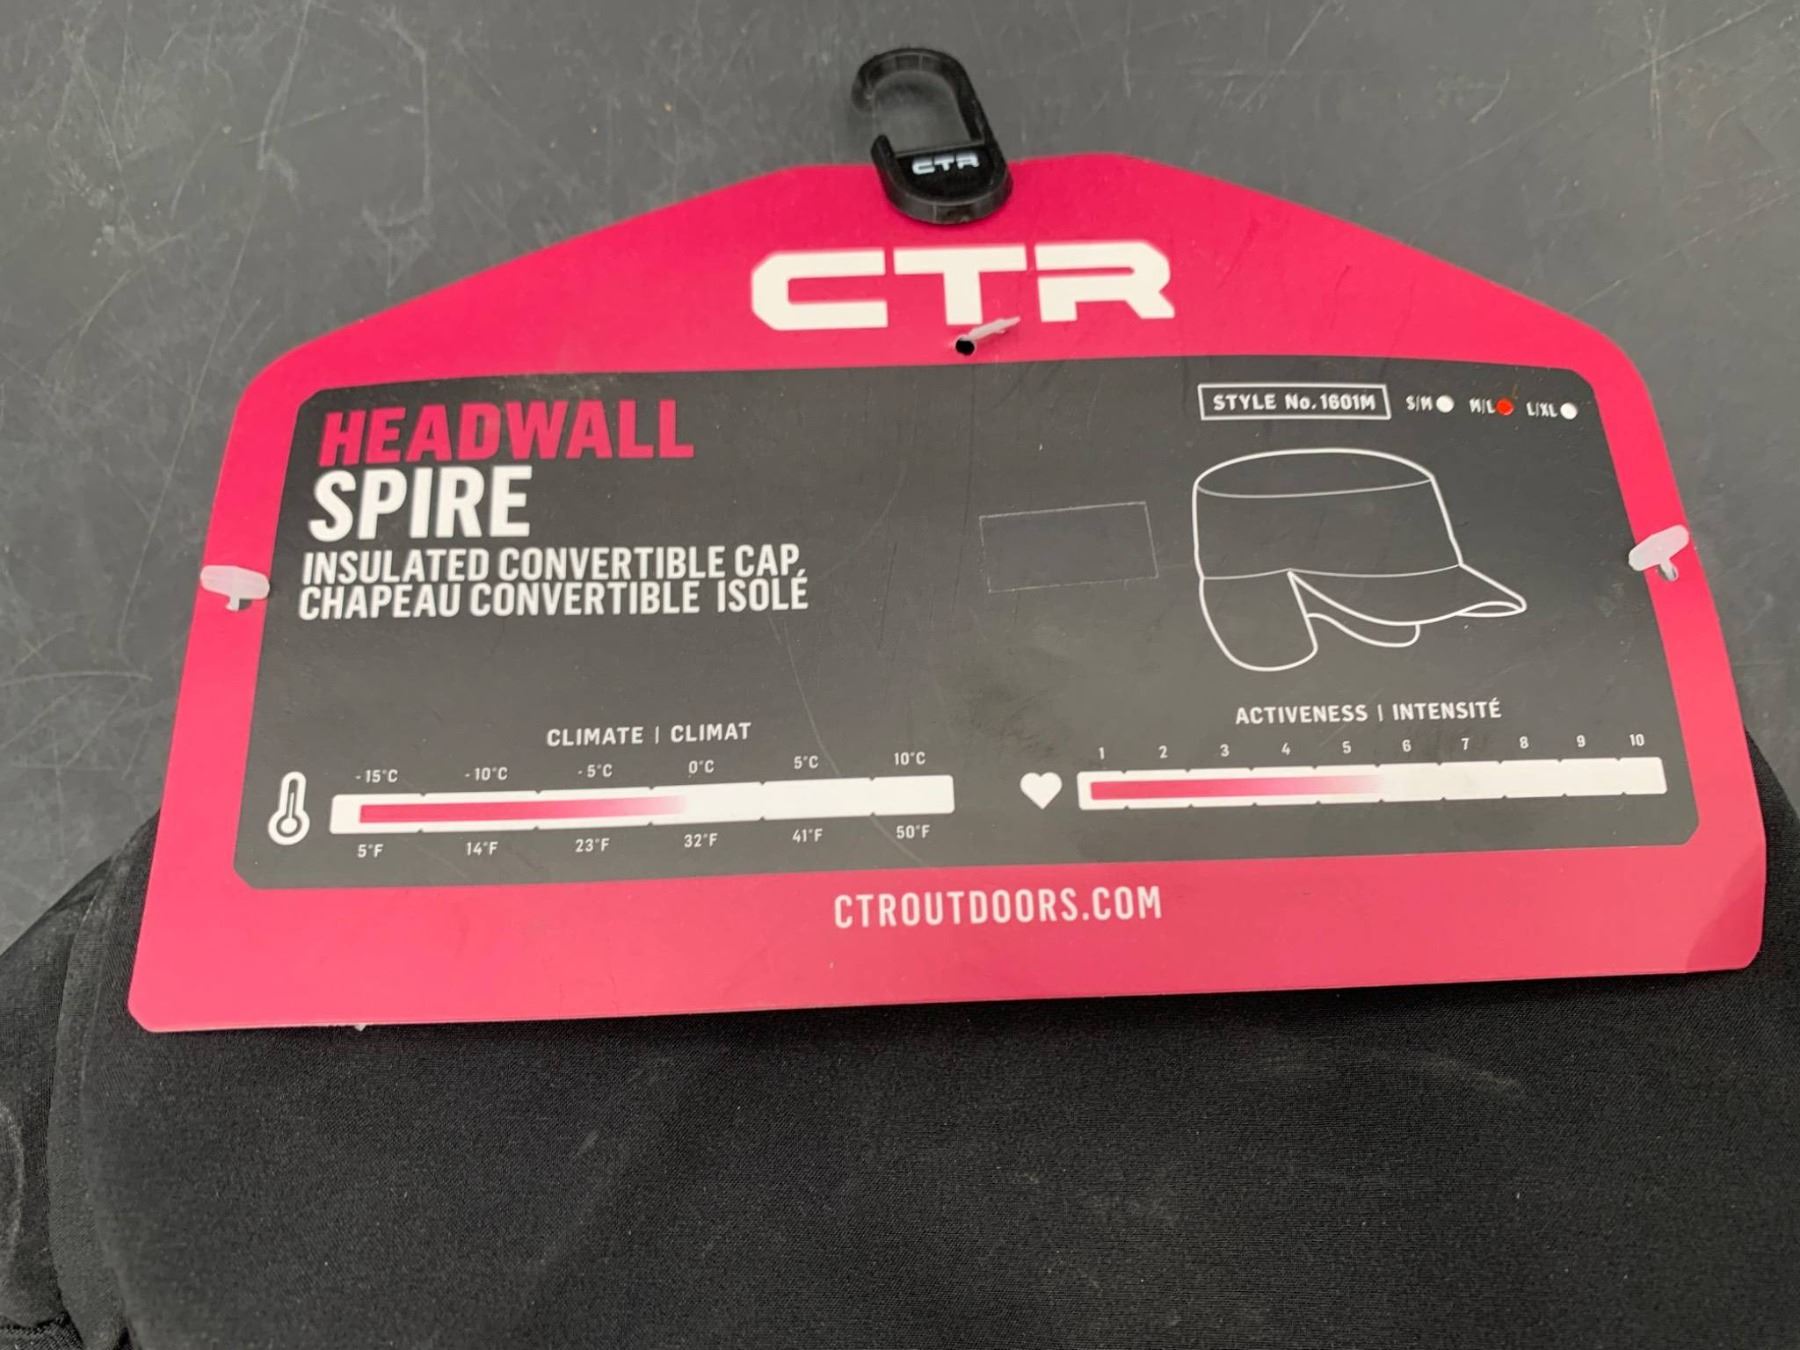 CTR
CTR
HEADWALL
SPIRE
INSULATED CONVERTIBLE CAP
CHAPEAU CONVERTIBLE ISOLÉ
STYLE No. 1601M S/M M/L L/XL
CLIMATE | CLIMAT
-15°C -10°C -5°C 0°C 5°C 10°C
5°F 14°F 23°F 32°F 41°F 50°F
ACTIVENESS | INTENSITÉ
1 2 3 4 5 6 7 8 9 10
CTROUTDOORS.COM